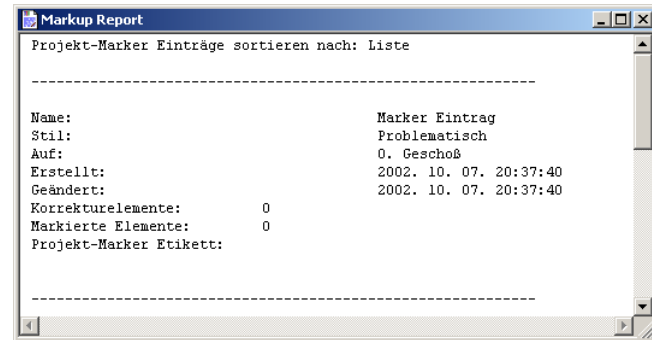 Markup Report
Projekt-Marker Einträge sortieren nach: Liste
------------------------------------------------------------
Name: Marker Eintrag
Stil: Problematisch
Auf: 0. Geschoß
Erstellt: 2002. 10. 07. 20:37:40
Geändert: 2002. 10. 07. 20:37:40
Korrekturelemente: 0
Markierte Elemente: 0
Projekt-Marker Etikett:
------------------------------------------------------------